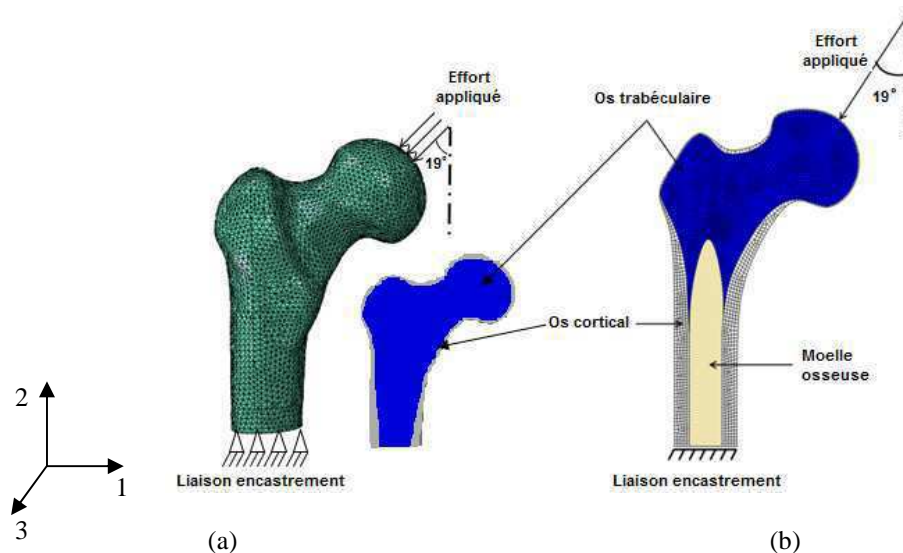 Effort
appliqué
19°
Os trabéculaire
Effort
appliqué
19°
Os cortical
Moelle
osseuse
2
1
3
Liaison encastrement
Liaison encastrement
(a)
(b)